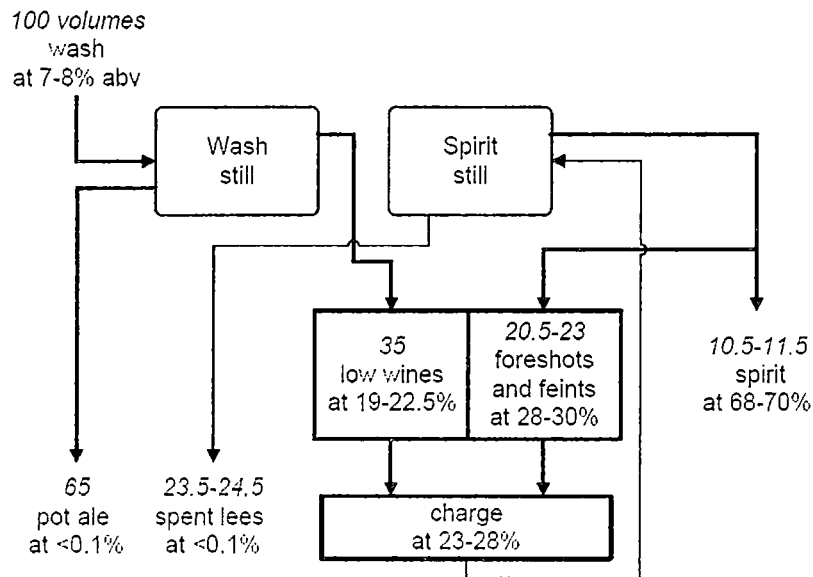 100 volumes
wash
at 7-8% abv
Wash
still
Spirit
still
35
low wines
at 19-22.5%
20.5-23
foreshots
and feints
at 28-30%
10.5-11.5
spirit
at 68-70%
65
pot ale
at <0.1%
23.5-24.5
spent lees
at <0.1%
charge
at 23-28%